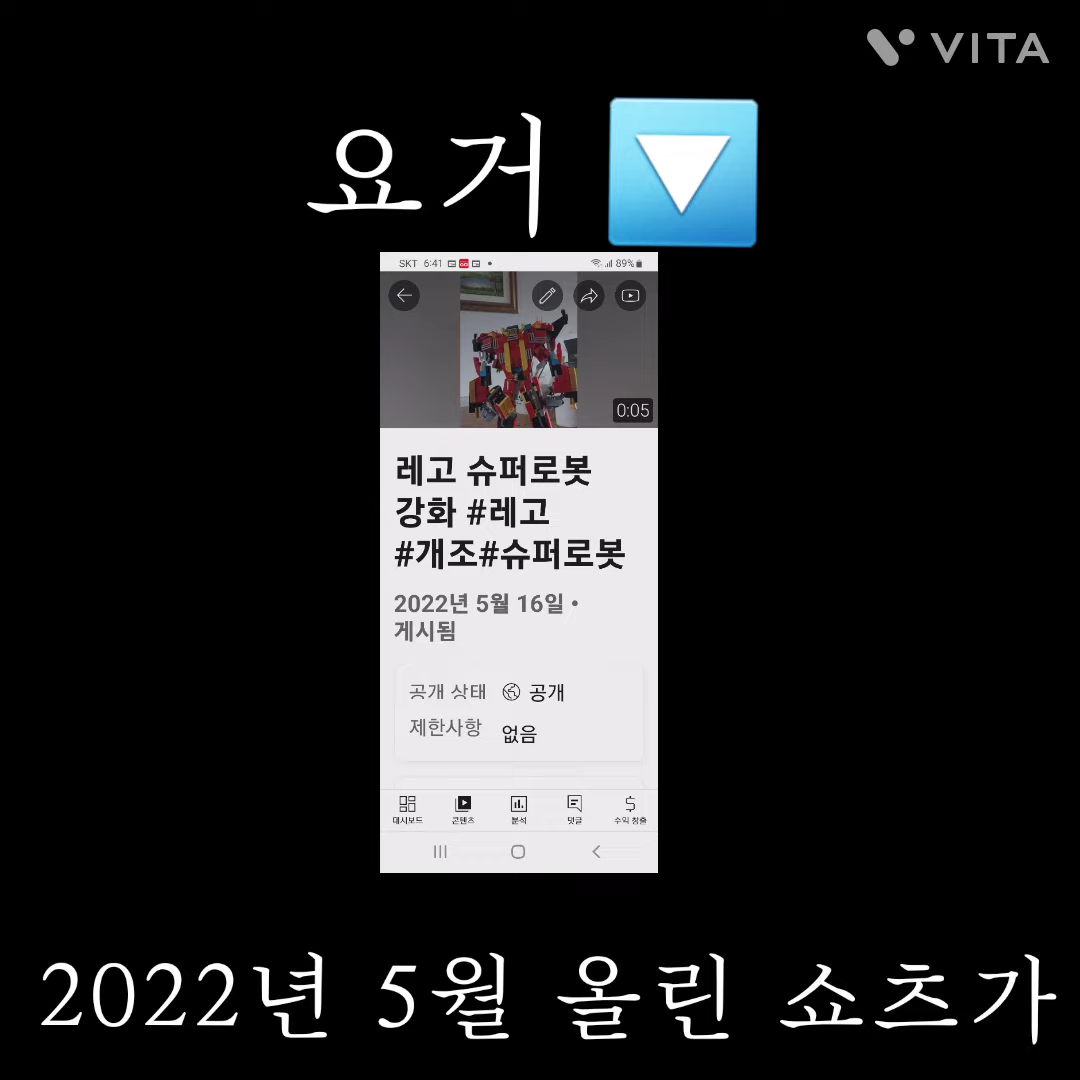 VITA
요거
SKT 6:41 89%
0:05
레고 슈퍼로봇
강화 #레고
#개조#슈퍼로봇
2022년 5월 16일 •
게시됨
공개 상태 공개
제한사항 없음
대시보드 콘텐츠 분석 댓글 수익 창출
2022년 5월 올린 쇼츠가